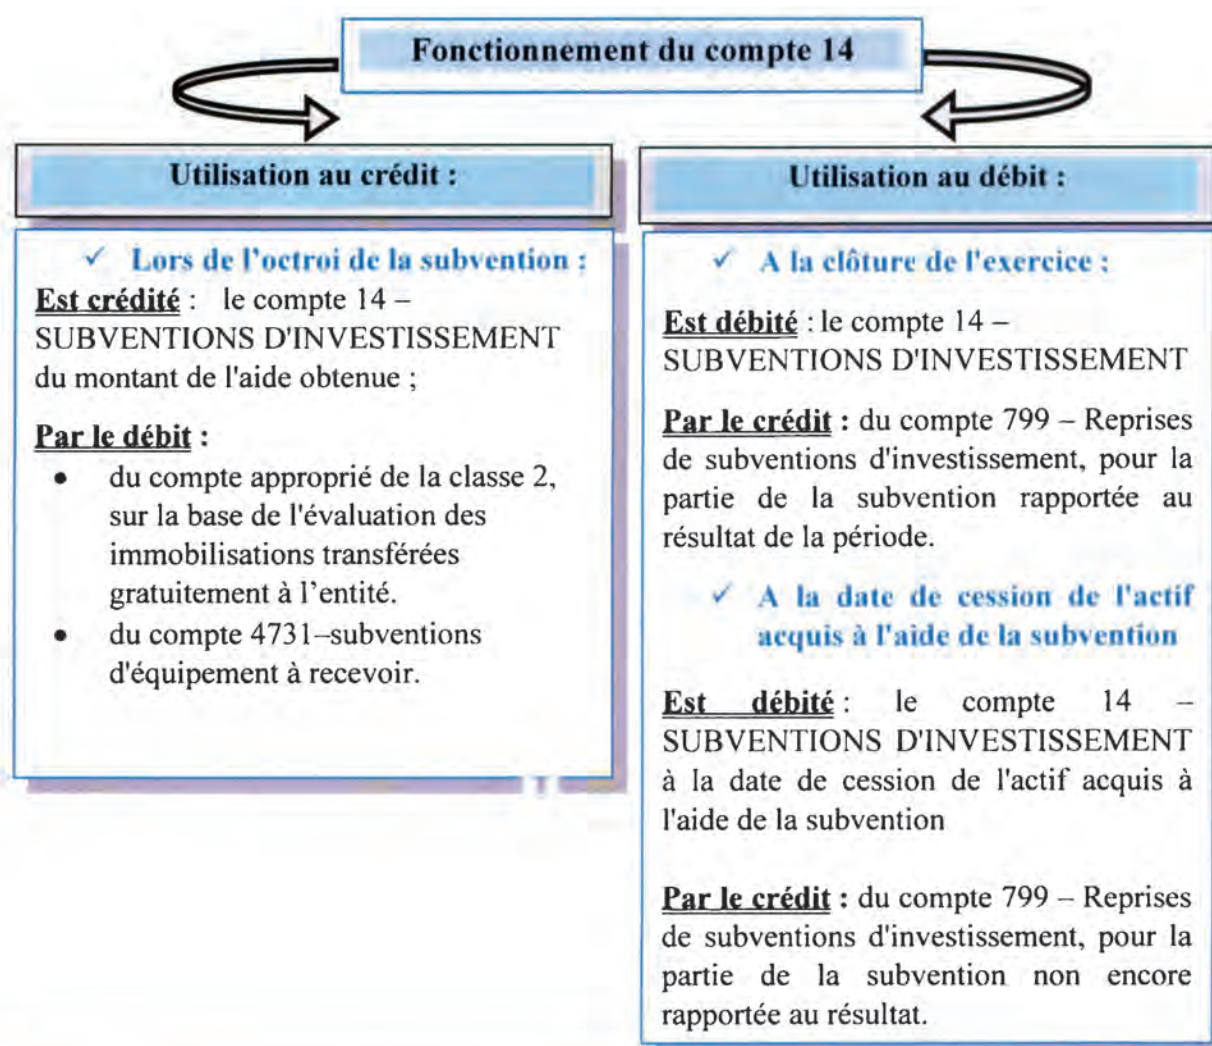 Fonctionnement du compte 14
Utilisation au crédit :
✓ Lors de l'octroi de la subvention :
Est crédité : le compte 14 –
SUBVENTIONS D'INVESTISSEMENT
du montant de l'aide obtenue ;
Par le débit :
• du compte approprié de la classe 2,
sur la base de l'évaluation des
immobilisations transférées
gratuitement à l'entité.
• du compte 4731–subventions
d'équipement à recevoir.
Utilisation au débit :
✓ A la clôture de l'exercice :
Est débité : le compte 14 –
SUBVENTIONS D'INVESTISSEMENT
Par le crédit : du compte 799 – Reprises
de subventions d'investissement, pour la
partie de la subvention rapportée au
résultat de la période.
✓ A la date de cession de l'actif
acquis à l'aide de la subvention
Est débité : le compte 14 –
SUBVENTIONS D'INVESTISSEMENT
à la date de cession de l'actif acquis à
l'aide de la subvention
Par le crédit : du compte 799 – Reprises
de subventions d'investissement, pour la
partie de la subvention non encore
rapportée au résultat.